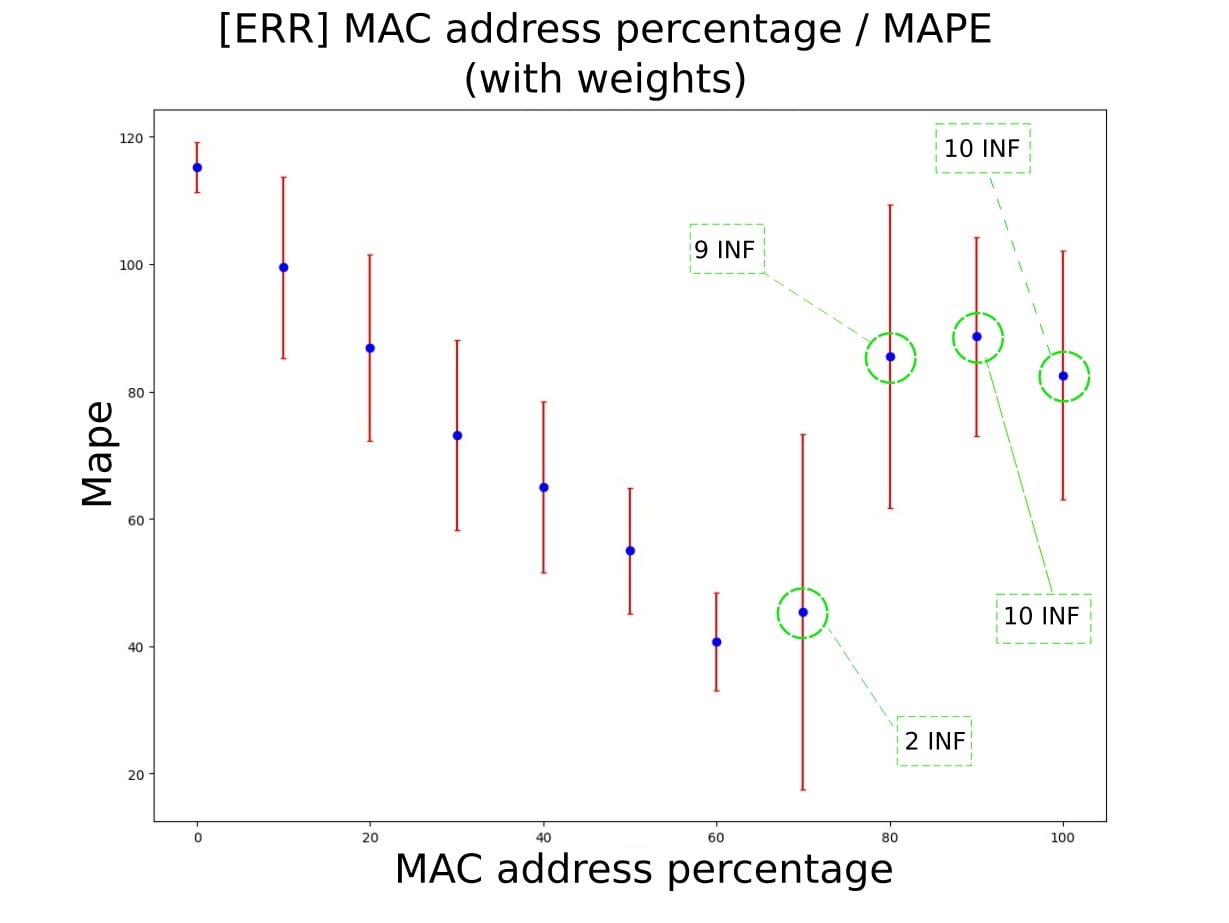 [ERR] MAC address percentage / MAPE
(with weights)
120
100
80
60
40
20
Mape
10 INF
9 INF
10 INF
2 INF
0
20
40
60
80
100
MAC address percentage